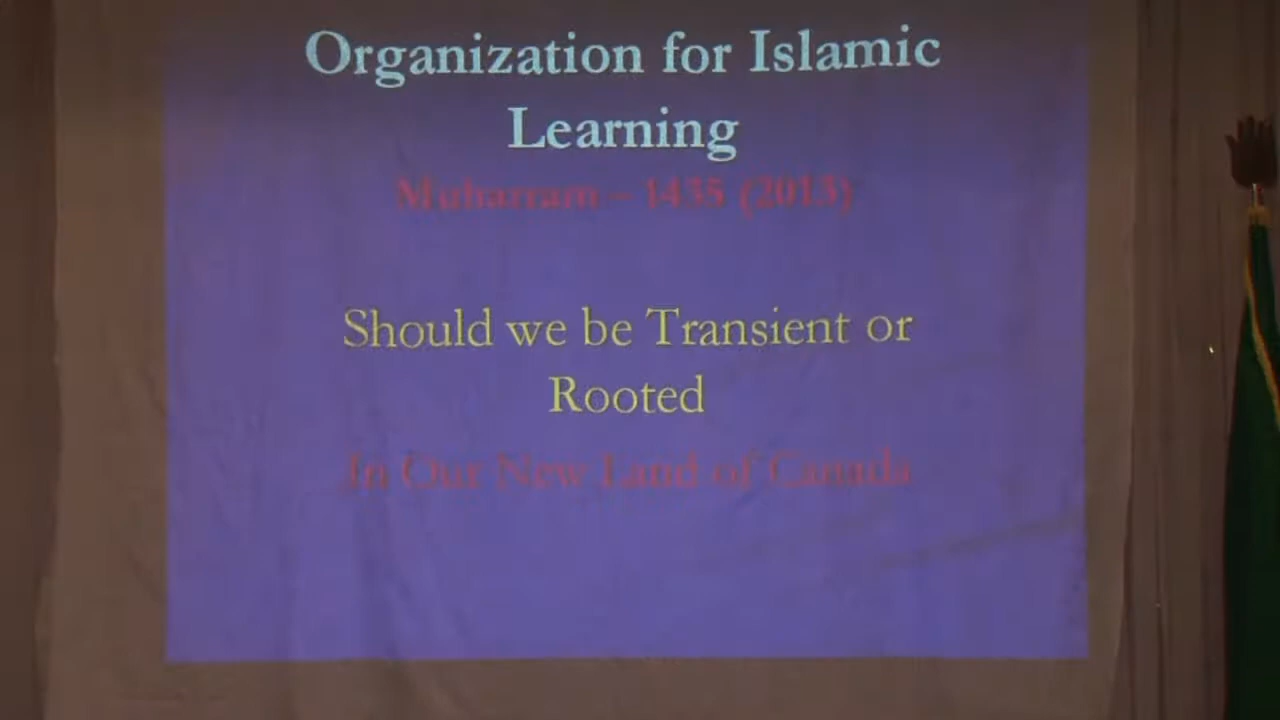 Organization for Islamic
Learning
Muharram – 1435 (2013)
Should we be Transient or
Rooted
In Our New Land of Canada